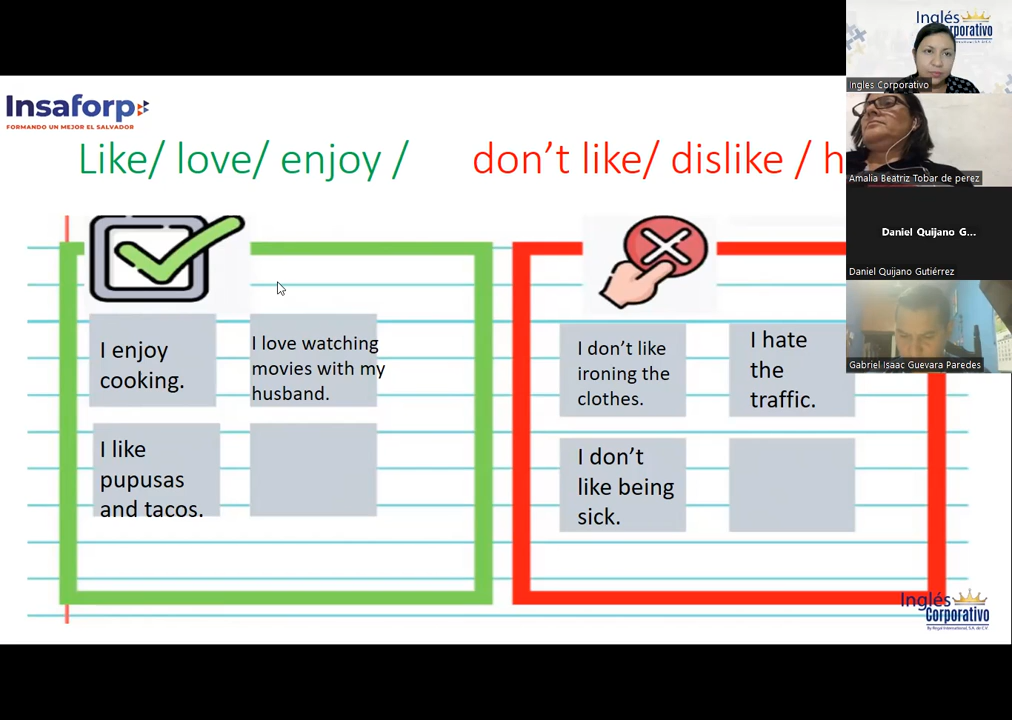 Inglés
Corporativo
Ingles Corporativo
Insaforp
FORMANDO UN MEJOR EL SALVADOR
Like/ love/ enjoy /
don't like/ dislike / h
Amalia Beatriz Tobar de perez
Daniel Quijano G...
Daniel Quijano Gutiérrez
Gabriel Isaac Guevara Paredes
I enjoy
cooking.
I love watching
movies with my
husband.
I like
pupusas
and tacos.
I don't like
ironing the
clothes.
I hate
the
traffic.
I don't
like being
sick.
Inglés
Corporativo